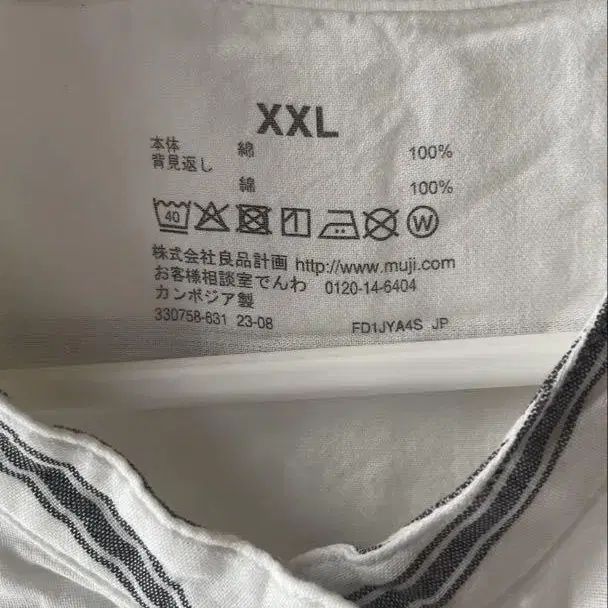 XXL
本体 綿 100%
背見返し
綿 100%
40 W
株式会社良品計画 http://www.muji.com
お客様相談室でんわ 0120-14-6404
カンボジア製
330758-631 23-08 FD1JYA4S JP